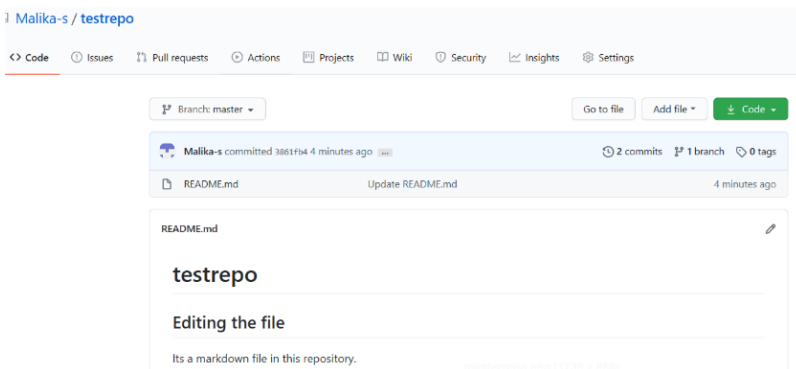 Malika-s / testrepo
<> Code Issues Pull requests Actions Projects Wiki Security Insights Settings
Branch: master Go to file Add file Code
Malika-s committed 3861fb4 4 minutes ago ... 2 commits 1 branch 0 tags
README.md Update README.md 4 minutes ago
README.md
testrepo
Editing the file
Its a markdown file in this repository.